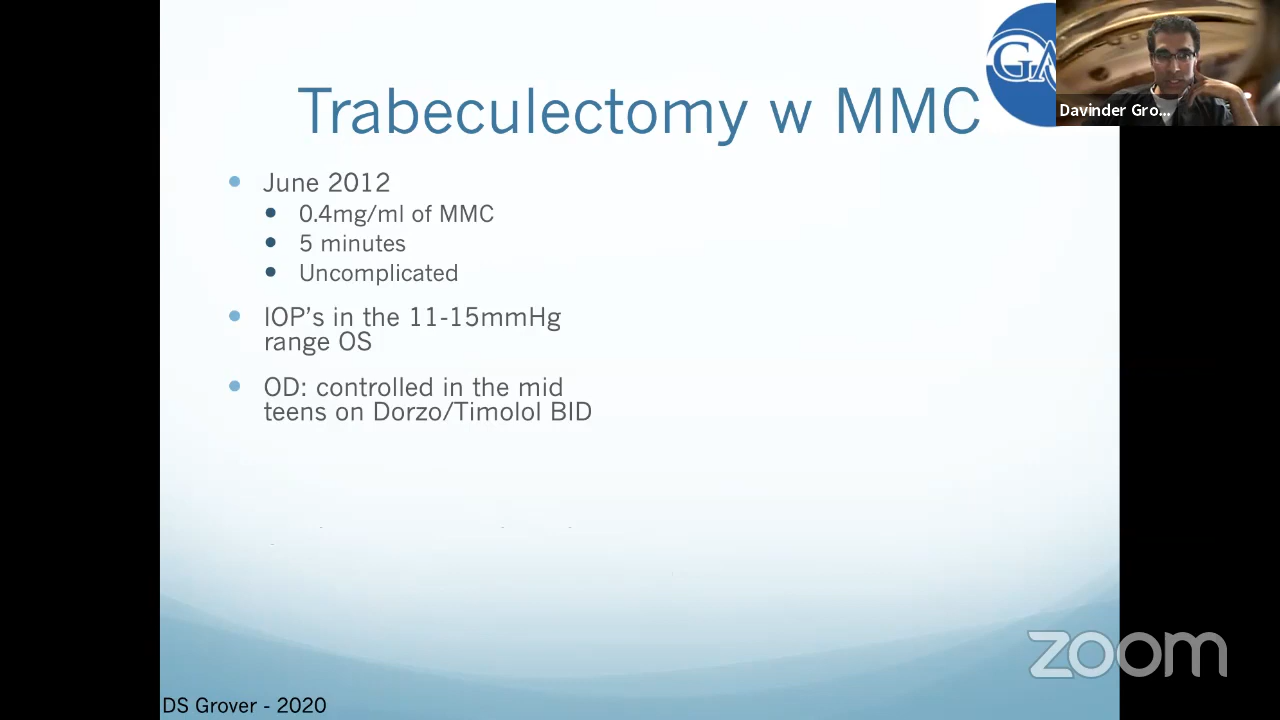 Trabeculectomy w MMC
GA
Davinder Gro...
June 2012
0.4mg/ml of MMC
5 minutes
Uncomplicated
IOP's in the 11-15mmHg
range OS
OD: controlled in the mid
teens on Dorzo/Timolol BID
zoom
DS Grover - 2020